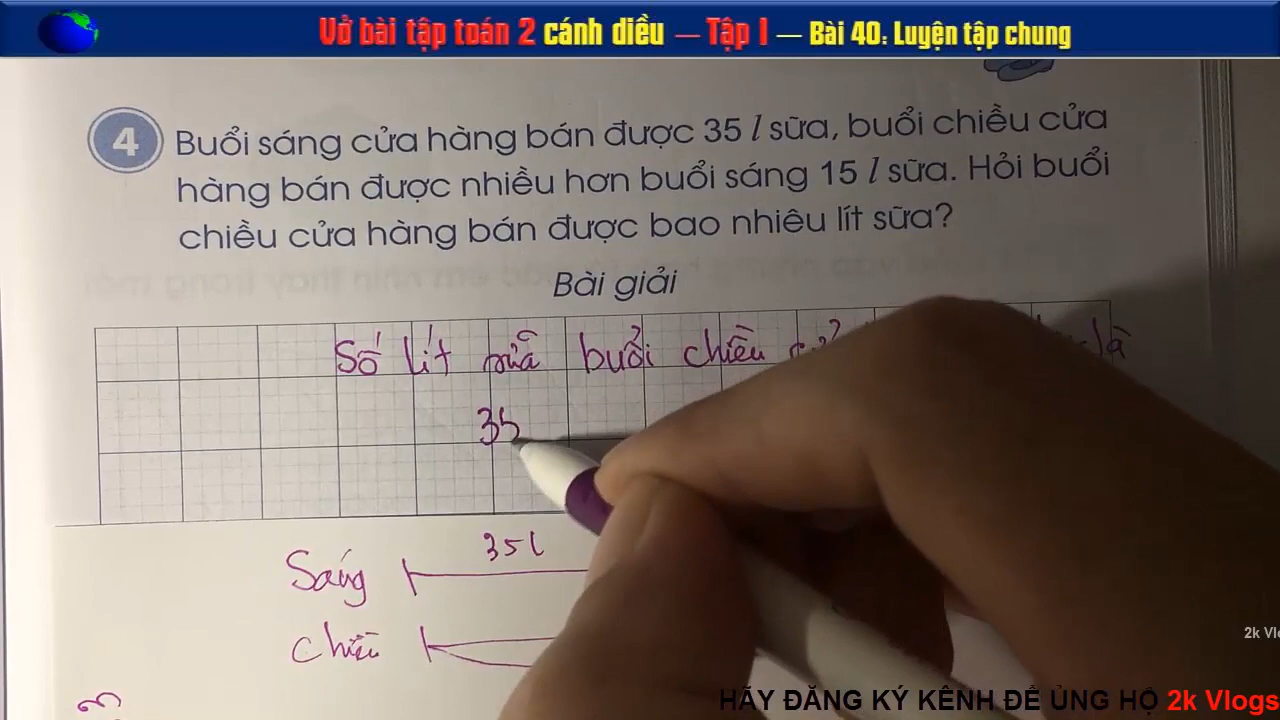 Vở bài tập toán 2 cánh diều — Tập 1 — Bài 40: Luyện tập chung
4 Buổi sáng cửa hàng bán được 35 l sữa, buổi chiều cửa
hàng bán được nhiều hơn buổi sáng 15 l sữa. Hỏi buổi
chiều cửa hàng bán được bao nhiêu lít sữa?
Bài giải
Số lít sữa buổi chiều là
35
35 l
Sáng
Chiều
2k Vl
HÃY ĐĂNG KÝ KÊNH ĐỂ ỦNG HỘ 2k Vlogs